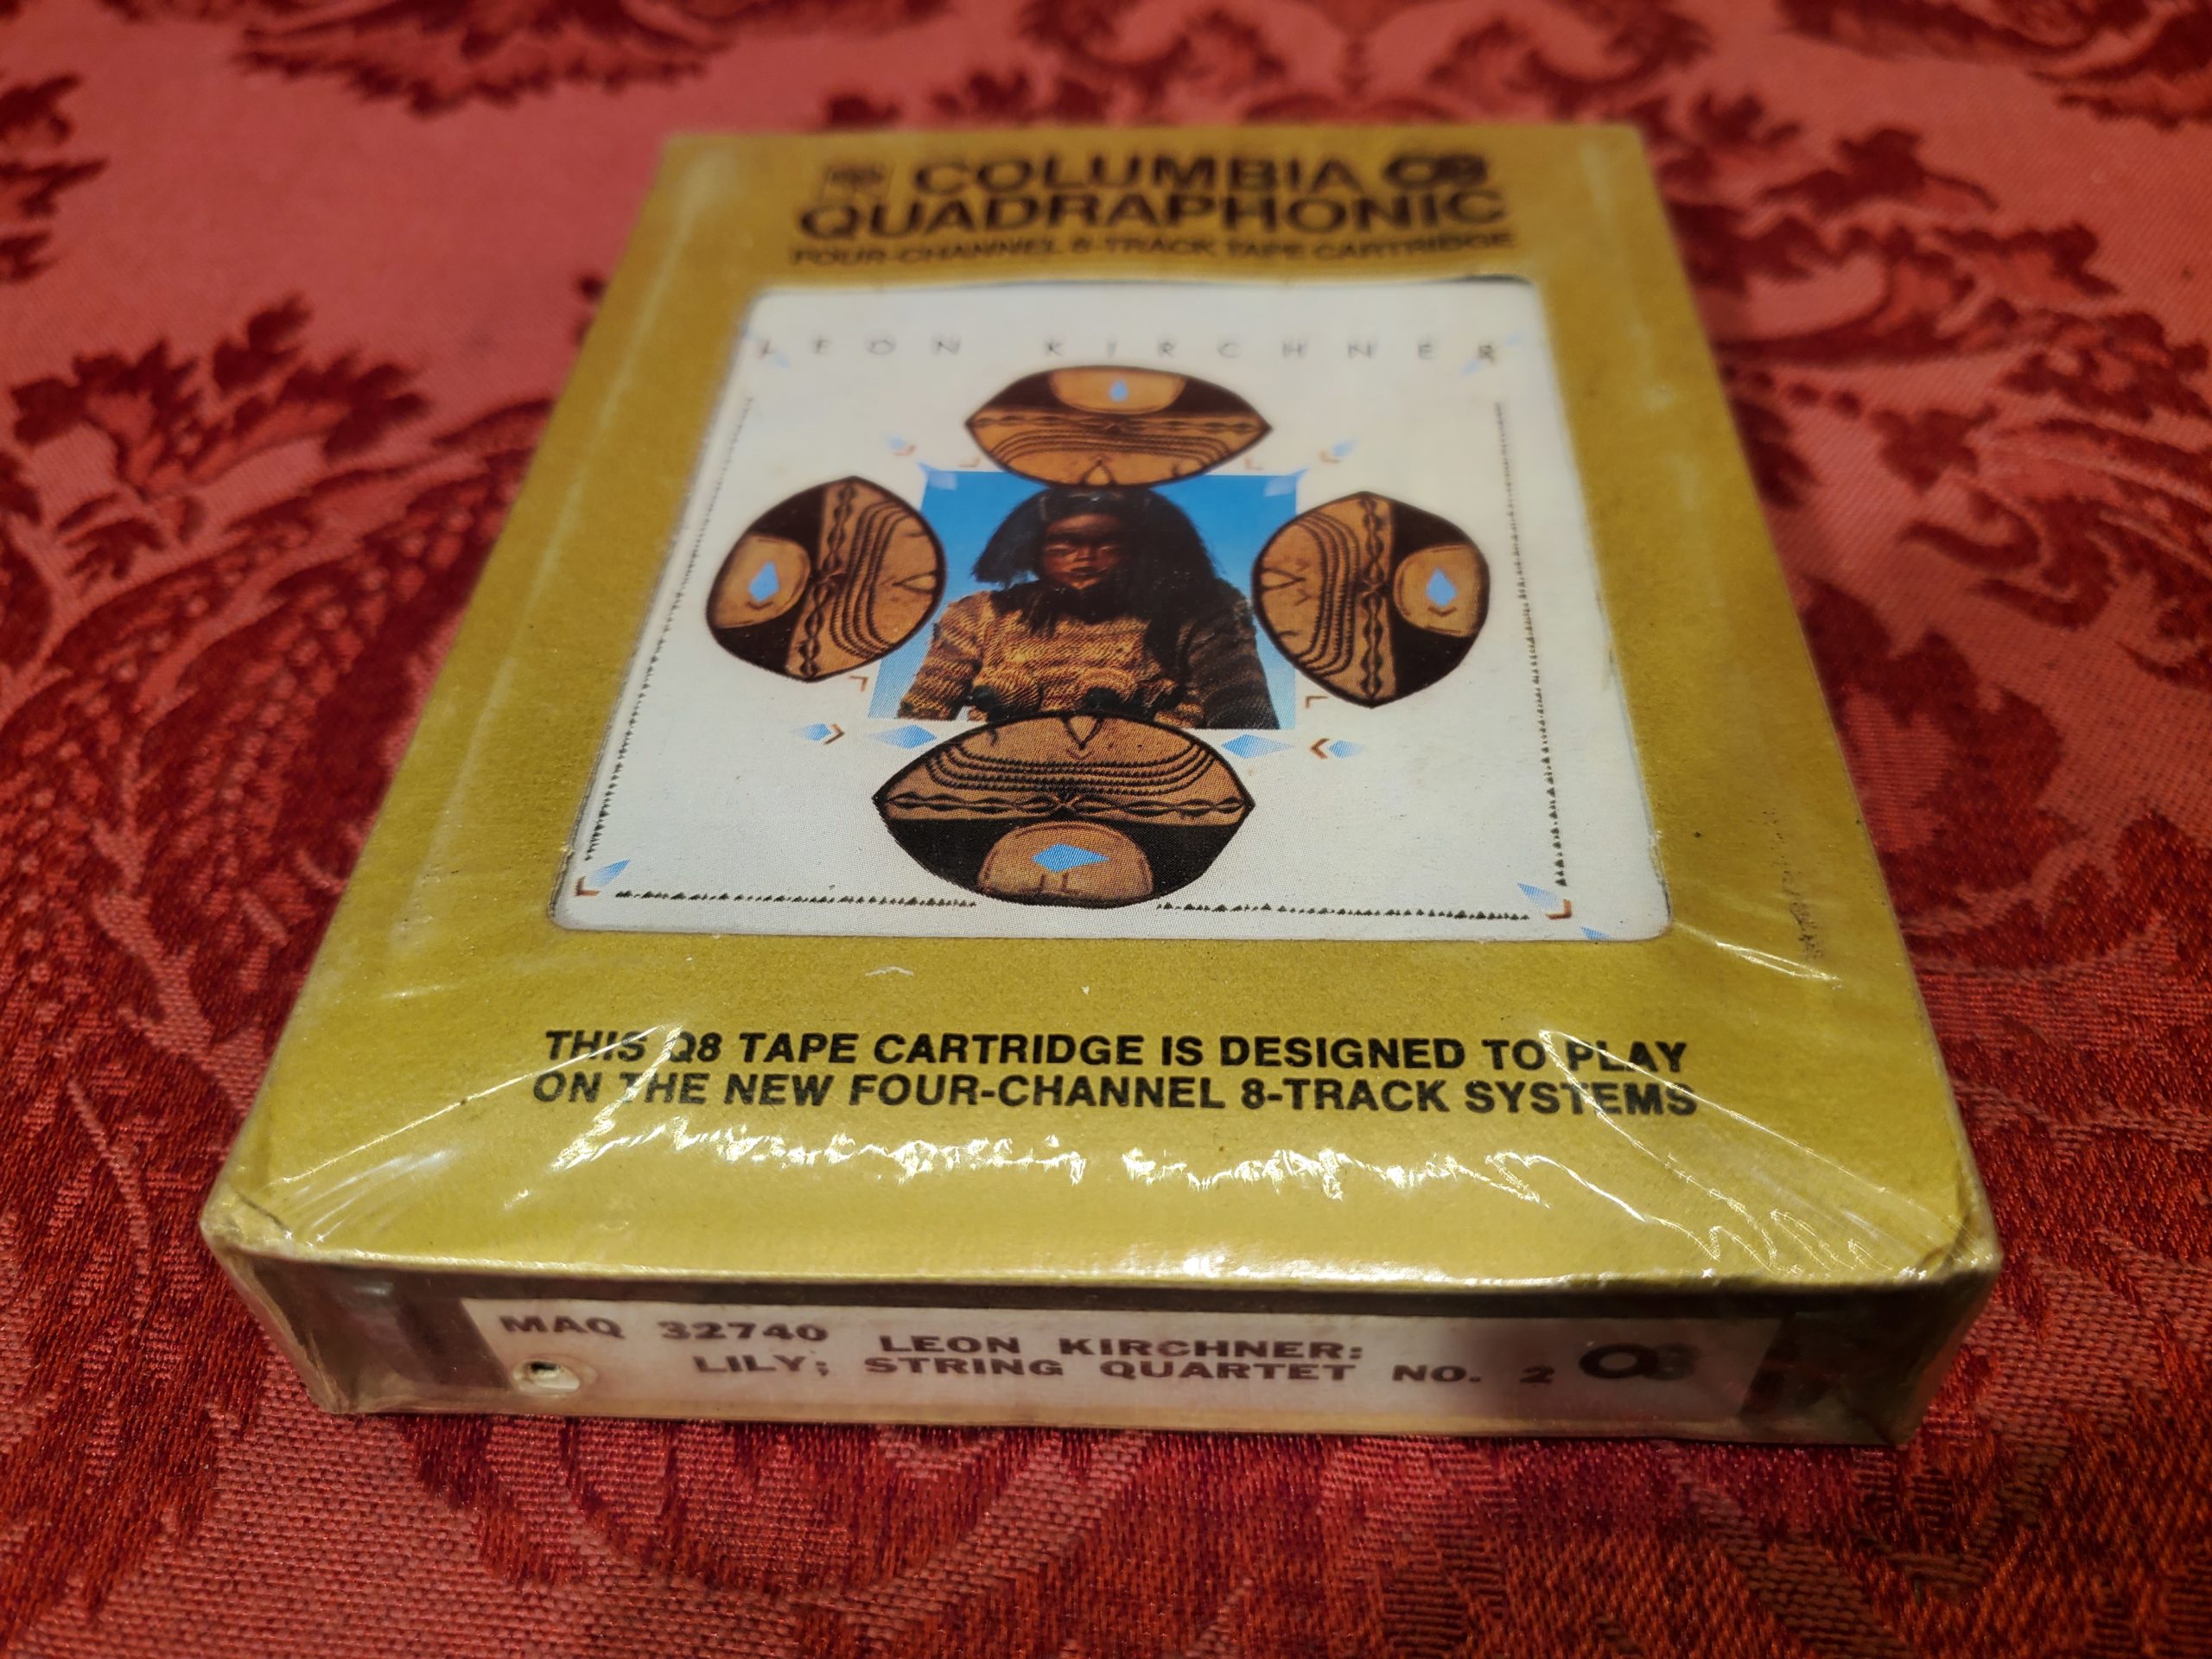 COLUMBIA Q8
QUADRAPHONIC
FOUR-CHANNEL 8-TRACK TAPE CARTRIDGE
LEON KIRCHNER
THIS Q8 TAPE CARTRIDGE IS DESIGNED TO PLAY
ON THE NEW FOUR-CHANNEL 8-TRACK SYSTEMS
MAQ 32740 LEON KIRCHNER:
LILY; STRING QUARTET NO. 2 Q8